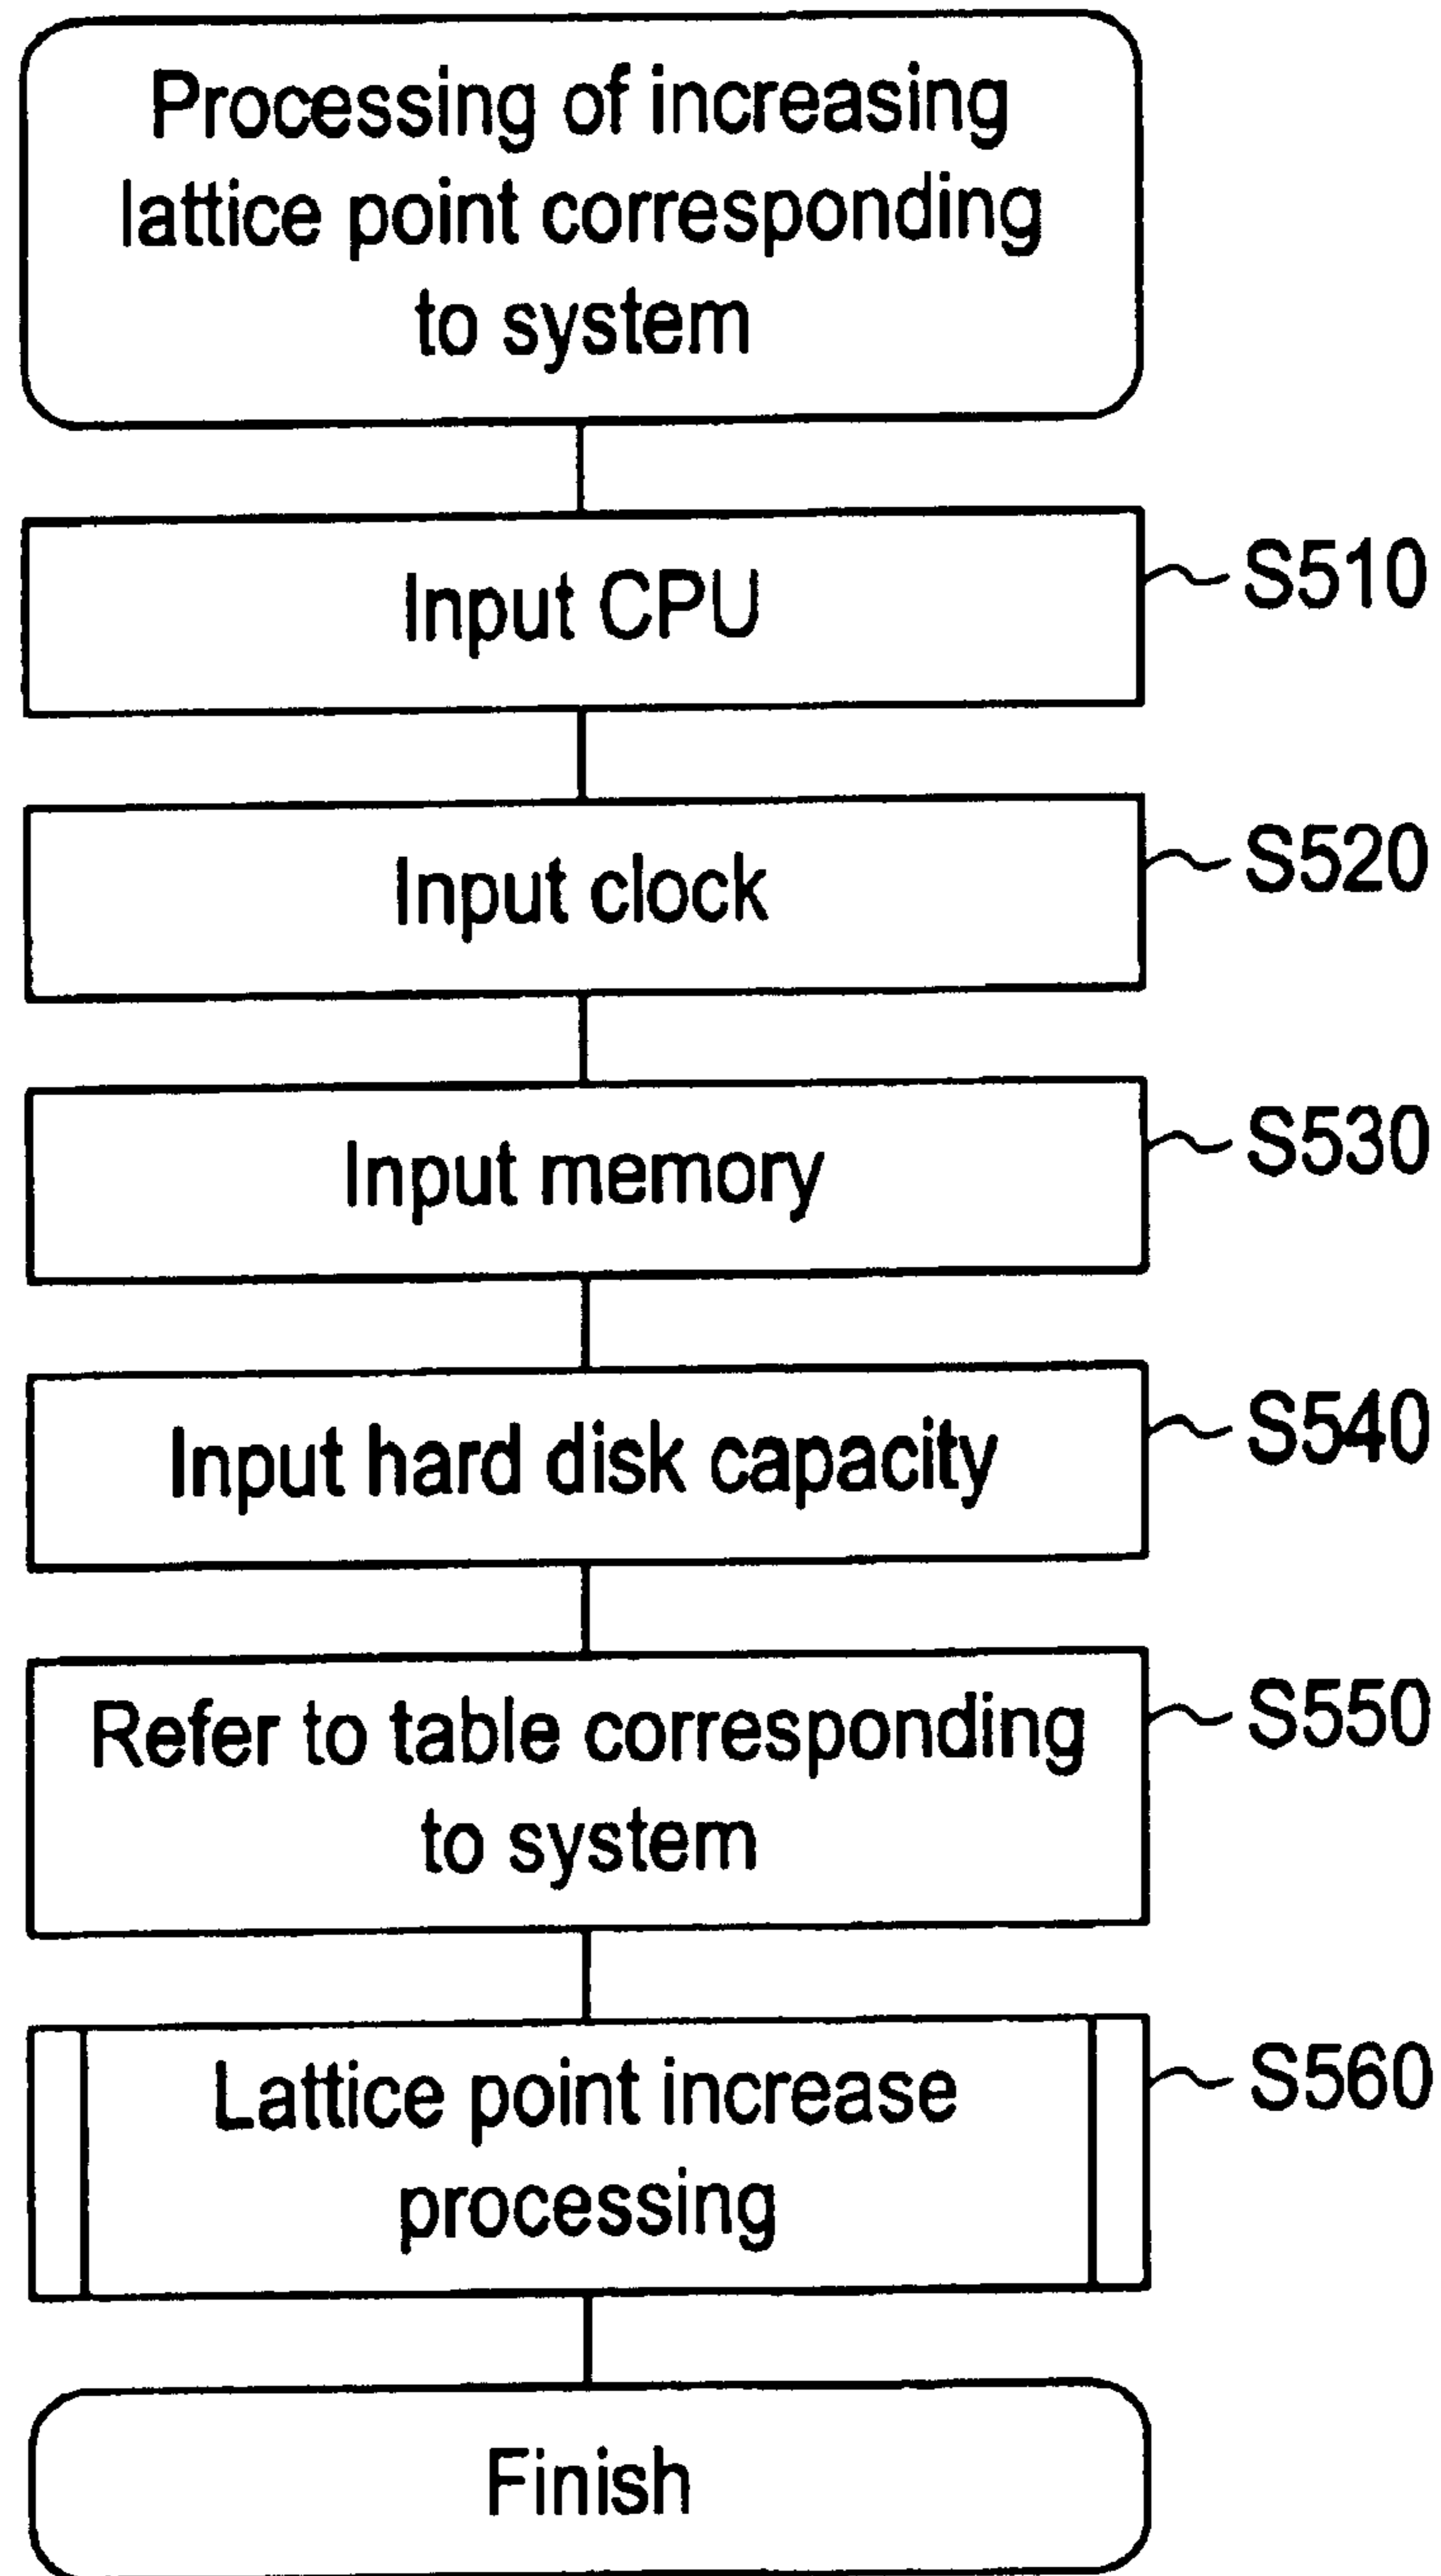 Processing of increasing
lattice point corresponding
to system
Input CPU
S510
Input clock
S520
Input memory
S530
Input hard disk capacity
S540
Refer to table corresponding
to system
S550
Lattice point increase
processing
S560
Finish